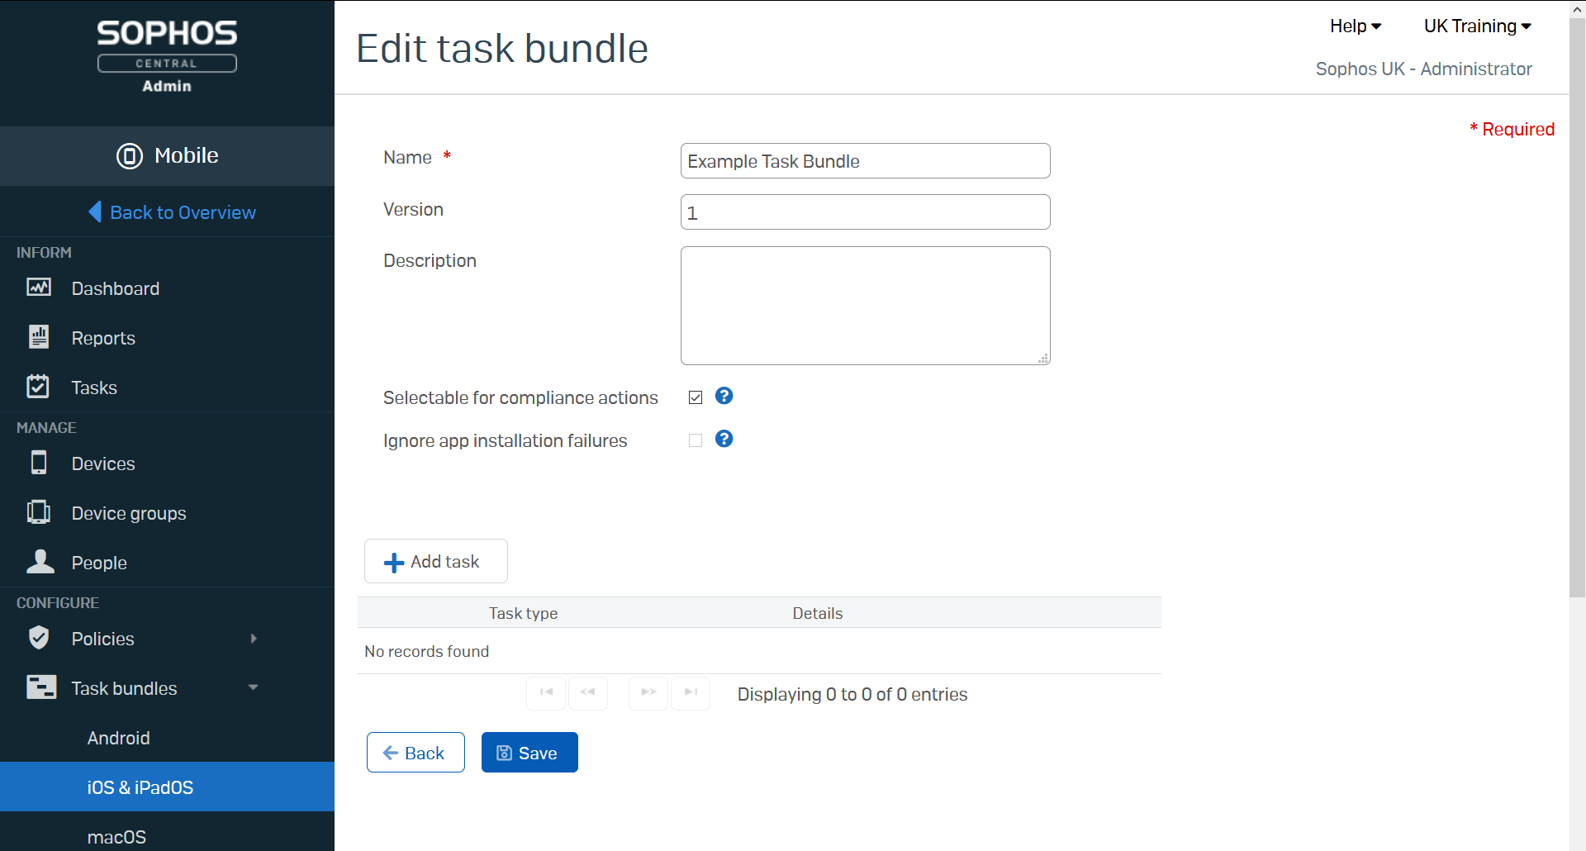 SOPHOS
CENTRAL
Admin
Mobile
Back to Overview
INFORM
Dashboard
Reports
Tasks
MANAGE
Devices
Device groups
People
CONFIGURE
Policies
Task bundles
Android
iOS & iPadOS
macOS
Edit task bundle
Help
UK Training
Sophos UK - Administrator
* Required
Name *
Example Task Bundle
Version
1
Description
Selectable for compliance actions
?
Ignore app installation failures
?
Add task
Task type Details
No records found
Displaying 0 to 0 of 0 entries
Back
Save